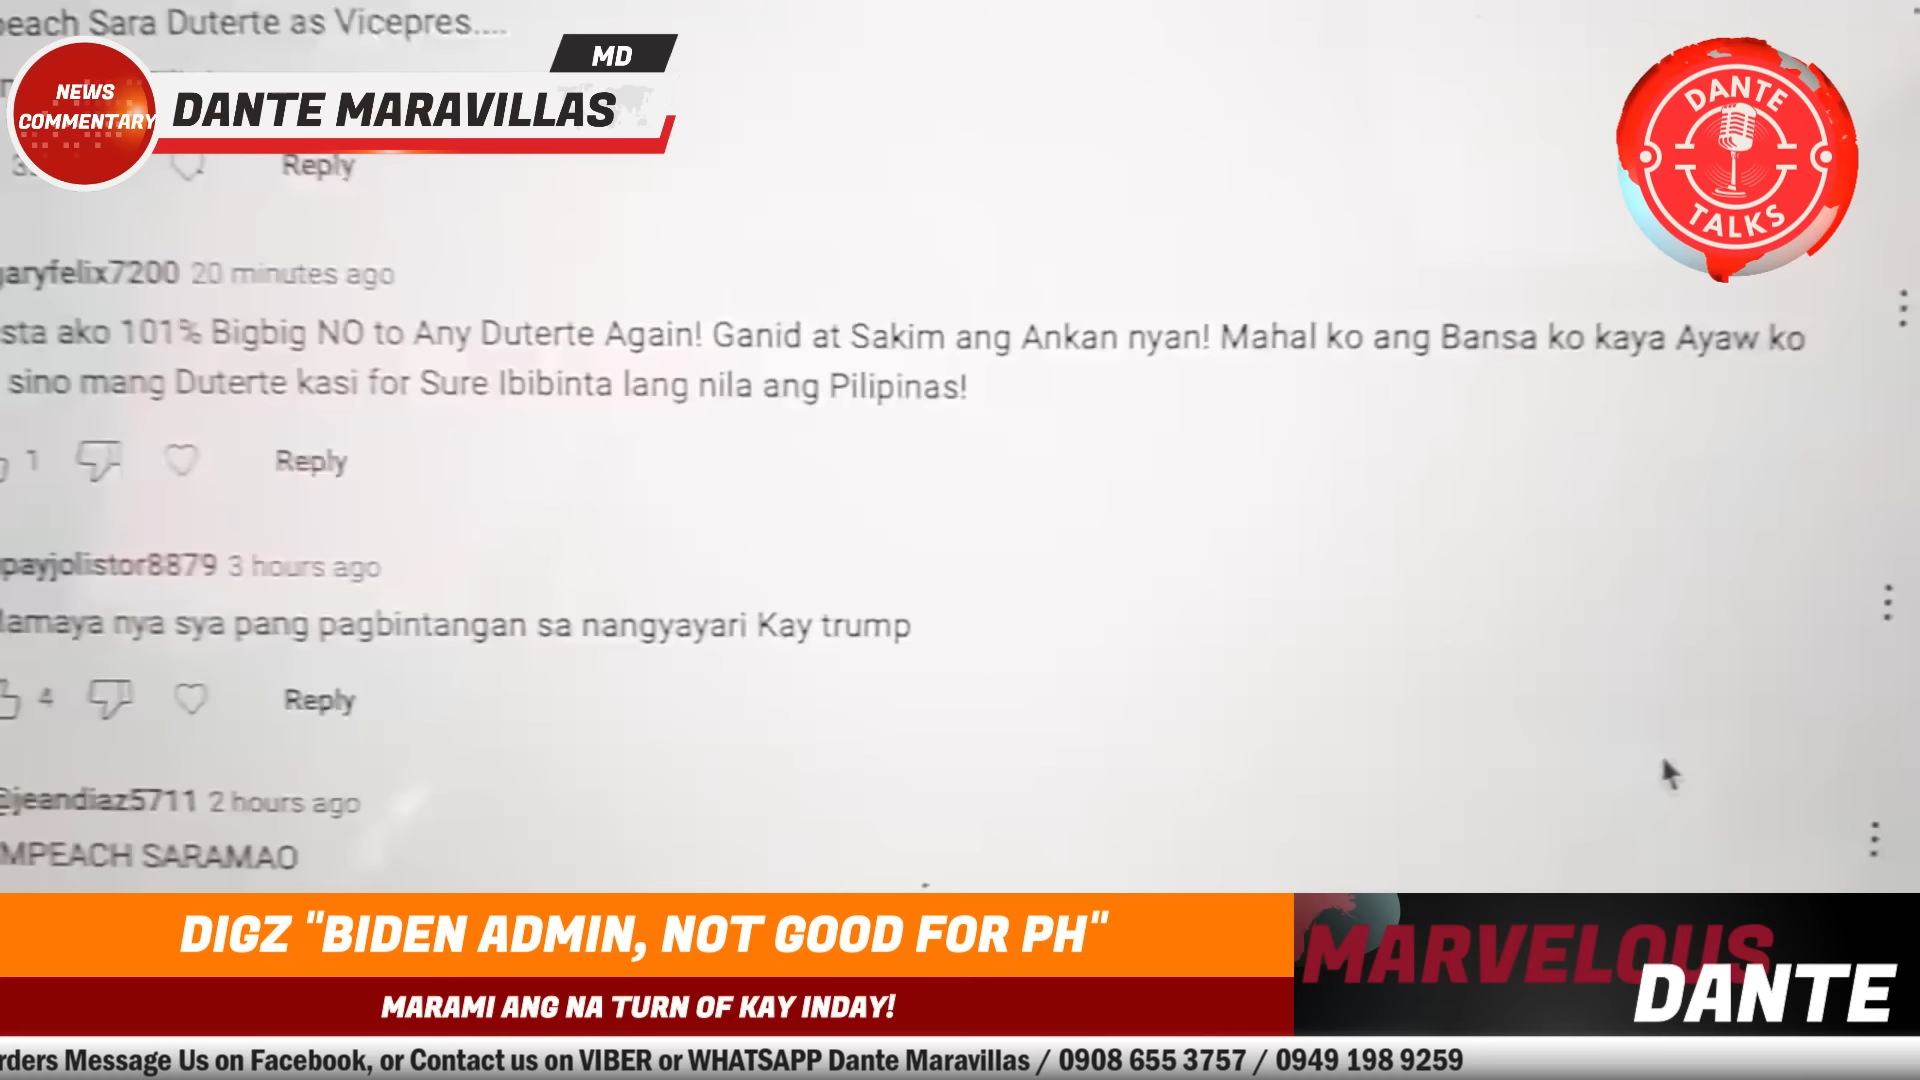 peach Sara Duterte as Vicepres....
MD
NEWS
COMMENTARY
DANTE MARAVILLAS
Reply
DANTE
TALKS
garyfelix7200 20 minutes ago
sta ako 101% Bigbig NO to Any Duterte Again! Ganid at Sakim ang Ankan nyan! Mahal ko ang Bansa ko kaya Ayaw ko
sino mang Duterte kasi for Sure Ibibinta lang nila ang Pilipinas!
1 Reply
payjolistor8879 3 hours ago
lamaya nya sya pang pagbintangan sa nangyayari Kay trump
4 Reply
@jeandiaz5711 2 hours ago
MPEACH SARAMAO
DIGZ "BIDEN ADMIN, NOT GOOD FOR PH"
MARAMI ANG NA TURN OF KAY INDAY!
MARVELOUS
DANTE
rders Message Us on Facebook, or Contact us on VIBER or WHATSAPP Dante Maravillas / 0908 655 3757 / 0949 198 9259